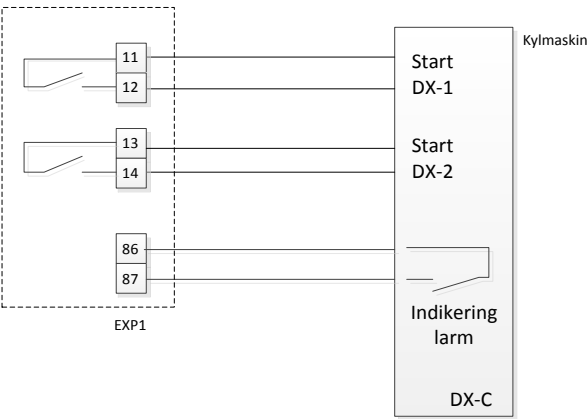 Kylmaskin
11
12
Start
DX-1
13
14
Start
DX-2
86
87
Indikering
larm
EXP1
DX-C